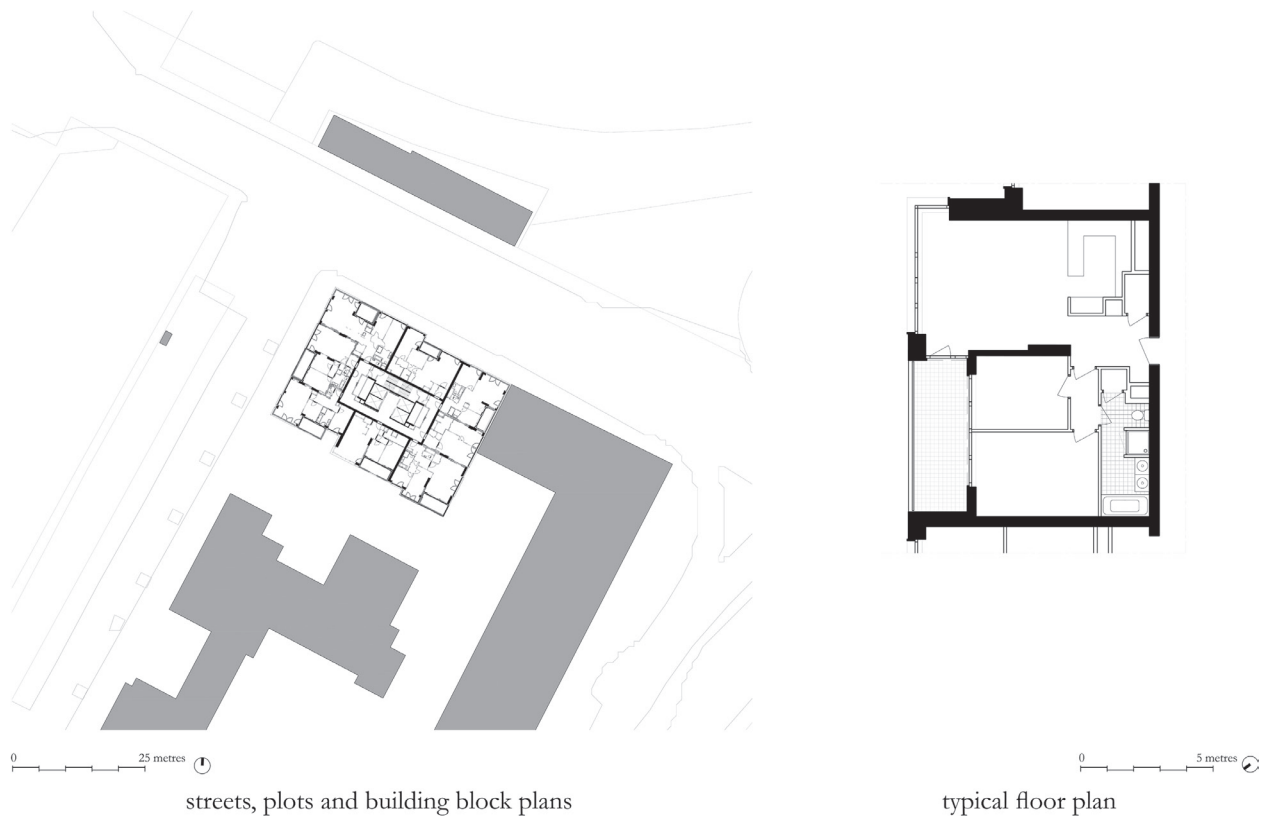 0 25 metres
streets, plots and building block plans
0 5 metres
typical floor plan